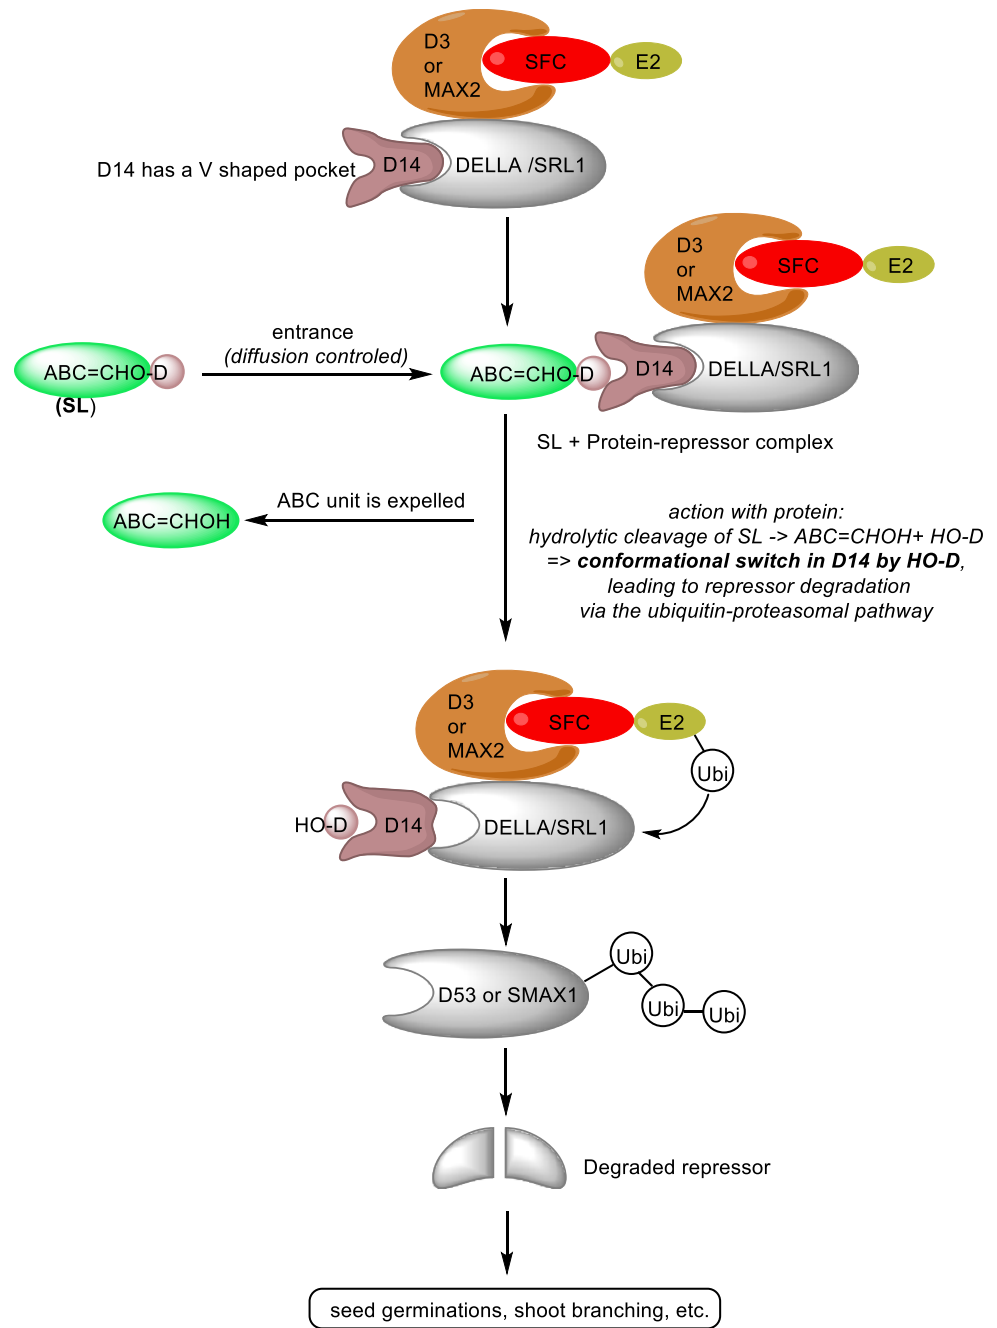 D3
or
MAX2
SFC
E2
D14 has a V shaped pocket
D14
DELLA /SRL1
D3
or
MAX2
SFC
E2
entrance
(diffusion controled)
ABC=CHO-D
(SL)
ABC=CHO-D
D14
DELLA/SRL1
SL + Protein-repressor complex
ABC unit is expelled
ABC=CHOH
action with protein:
hydrolytic cleavage of SL -> ABC=CHOH+ HO-D
=> conformational switch in D14 by HO-D,
leading to repressor degradation
via the ubiquitin-proteasomal pathway
D3
or
MAX2
SFC
E2
Ubi
HO-D
D14
DELLA/SRL1
Ubi
D53 or SMAX1
Ubi
Ubi
Degraded repressor
seed germinations, shoot branching, etc.